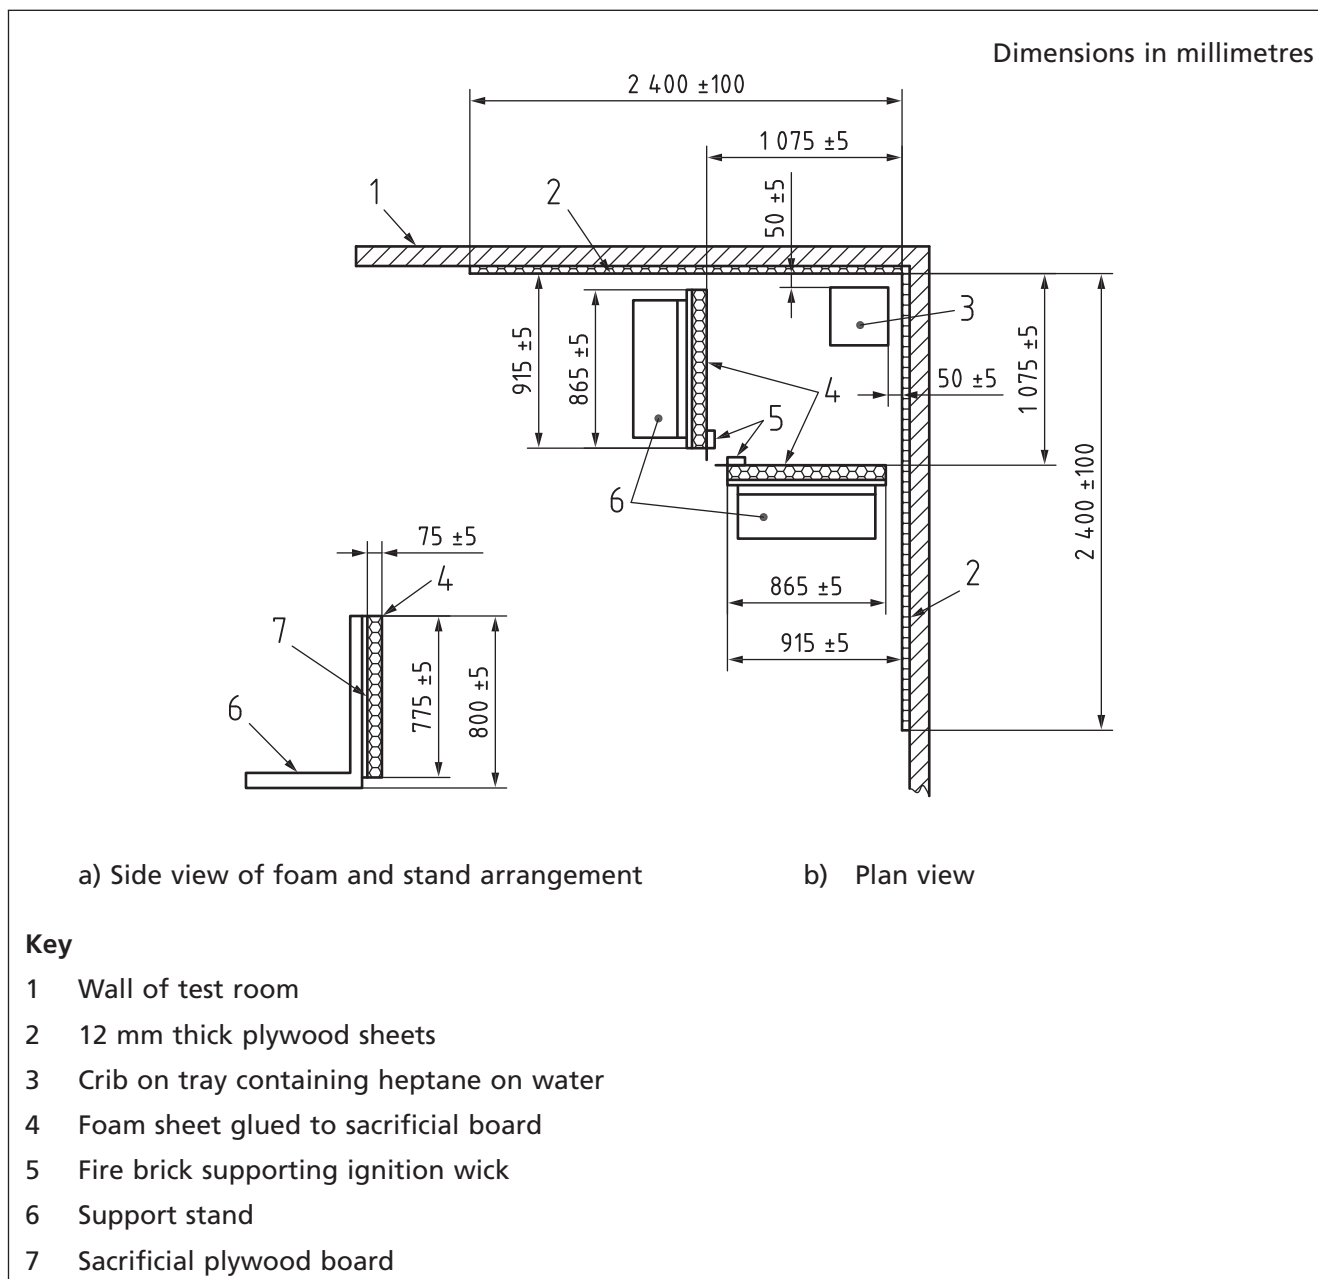 Dimensions in millimetres
2 400 ±100
1 075 ±5
50 ±5
1
2
3
915 ±5
865 ±5
4
50 ±5
1 075 ±5
5
6
2 400 ±100
75 ±5
4
865 ±5
2
7
915 ±5
775 ±5
800 ±5
6
a) Side view of foam and stand arrangement
b) Plan view
Key
1 Wall of test room
2 12 mm thick plywood sheets
3 Crib on tray containing heptane on water
4 Foam sheet glued to sacrificial board
5 Fire brick supporting ignition wick
6 Support stand
7 Sacrificial plywood board